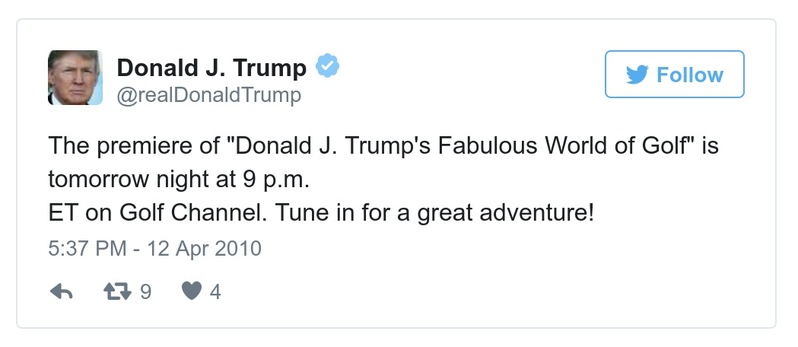 Donald J. Trump
@realDonaldTrump
Follow
The premiere of "Donald J. Trump's Fabulous World of Golf" is
tomorrow night at 9 p.m.
ET on Golf Channel. Tune in for a great adventure!
5:37 PM - 12 Apr 2010
9 4